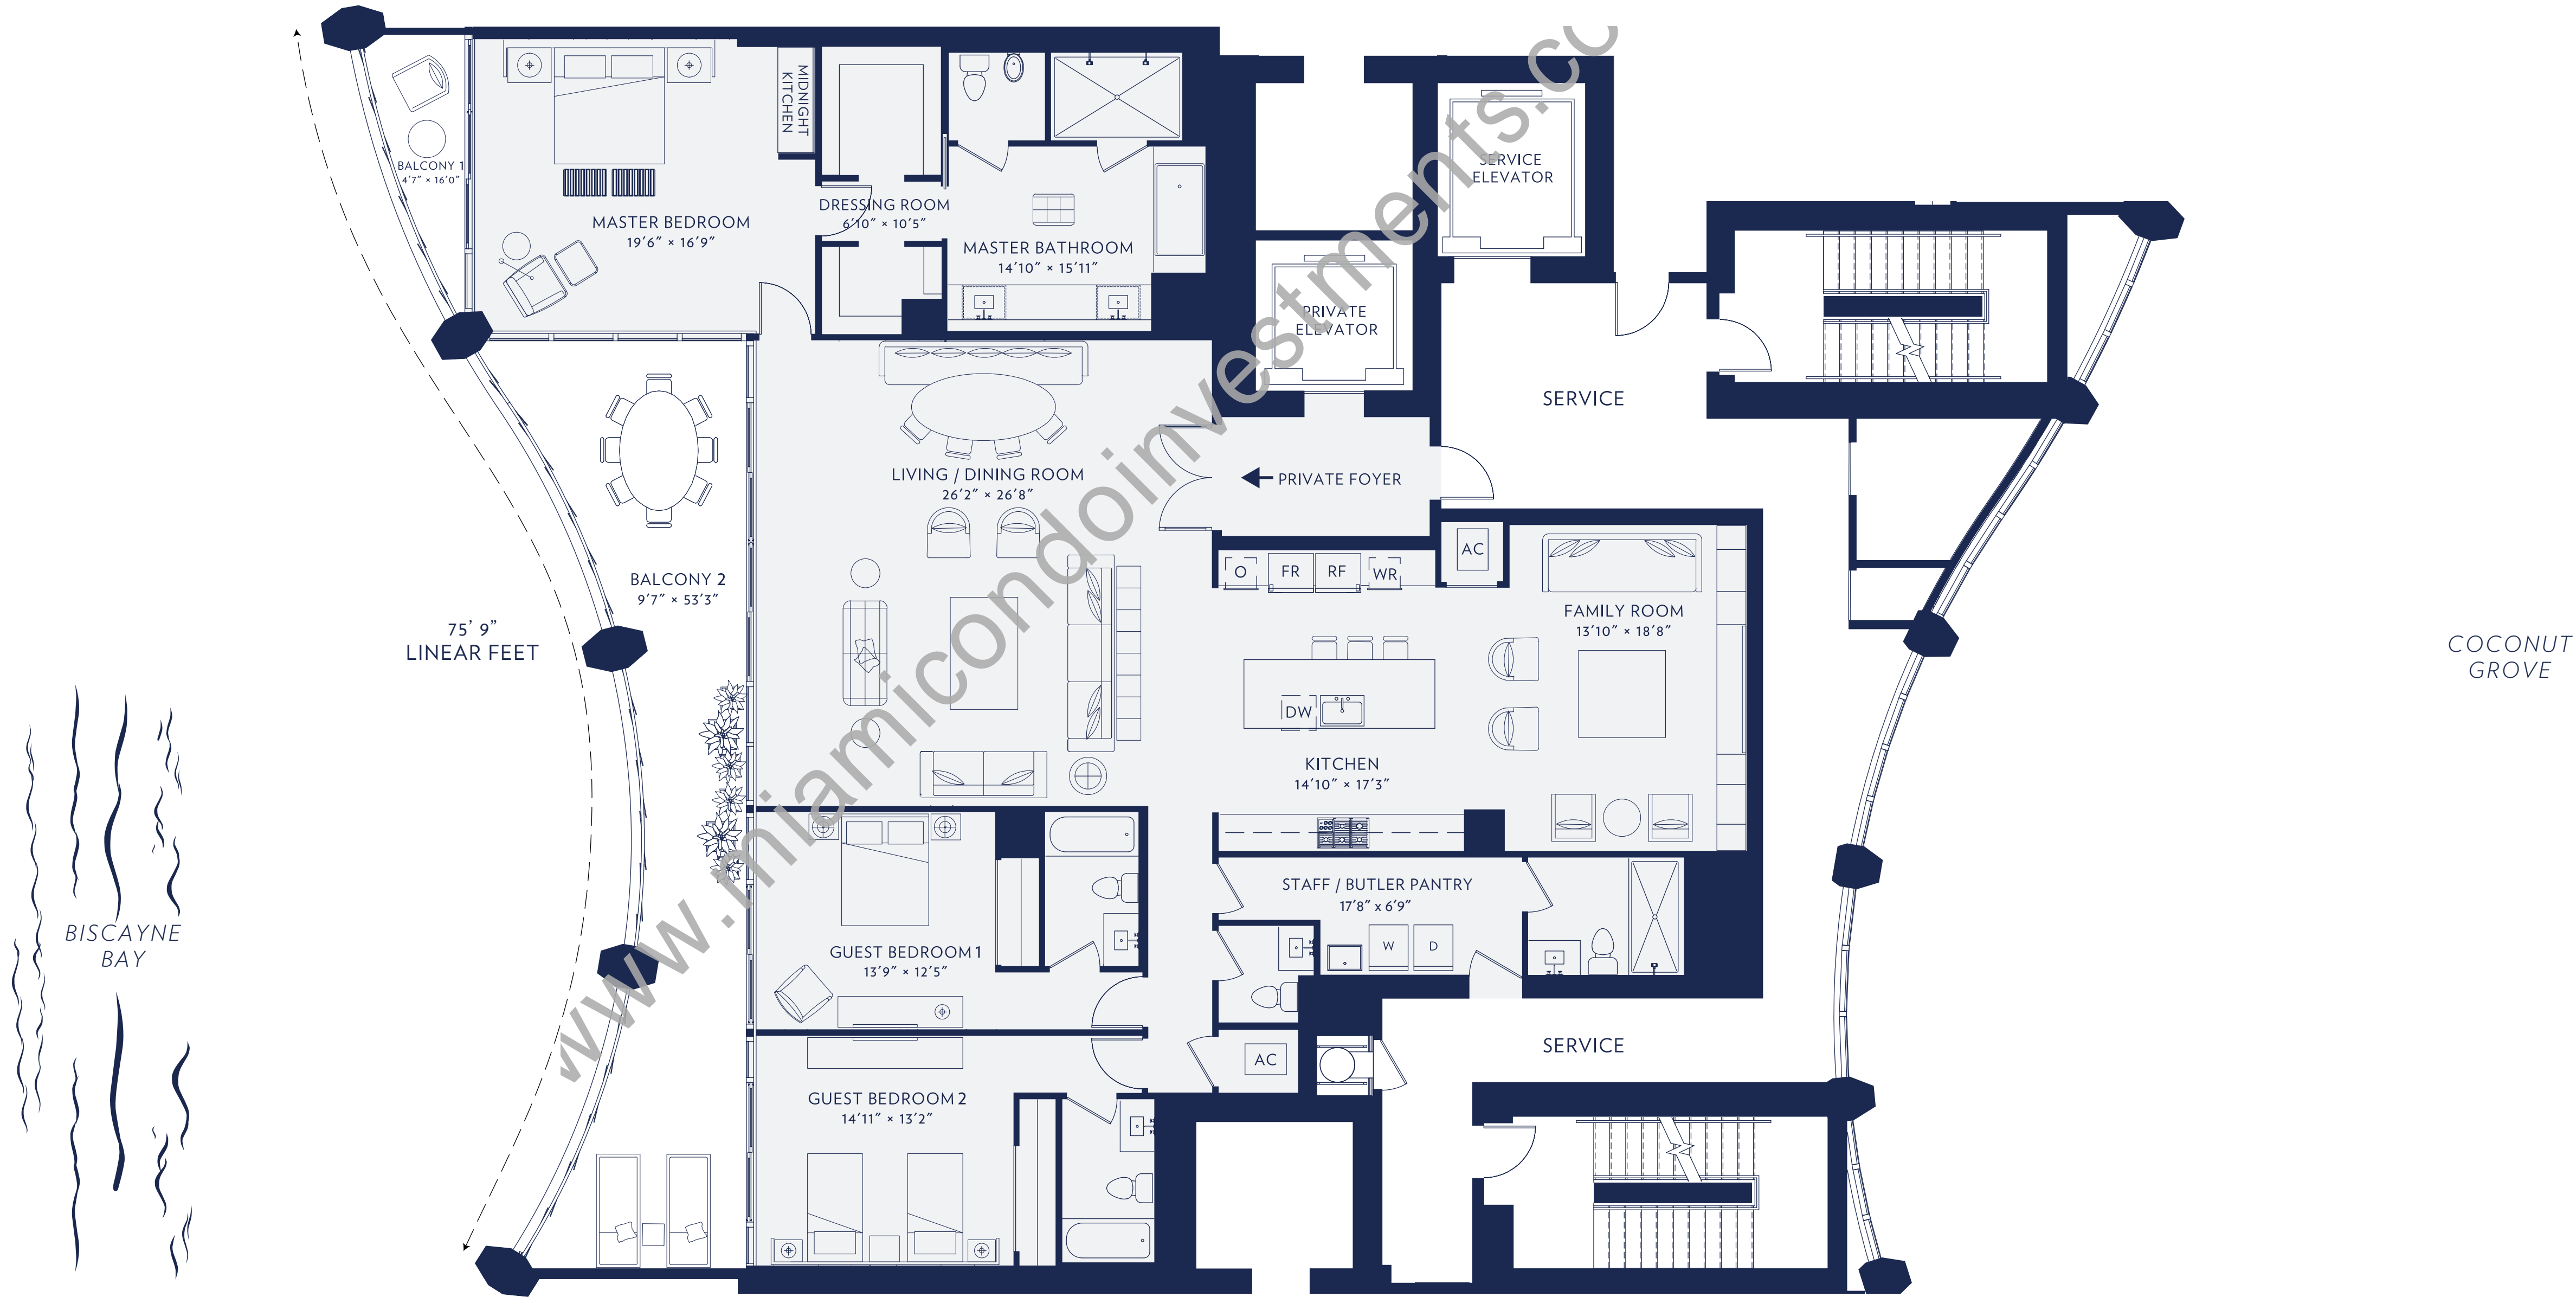 MIDNIGHT
KITCHEN
BALCONY 1
4'7" × 16'0"
MASTER BEDROOM
19'6" × 16'9"
DRESSING ROOM
6'10" × 10'5"
MASTER BATHROOM
14'10" × 15'11"
SERVICE
ELEVATOR
PRIVATE
ELEVATOR
SERVICE
LIVING / DINING ROOM
26'2" × 26'8"
PRIVATE FOYER
BALCONY 2
9'7" × 53'3"
75' 9"
LINEAR FEET
O
FR
RF
WR
AC
FAMILY ROOM
13'10" × 18'8"
COCONUT
GROVE
DW
KITCHEN
14'10" × 17'3"
STAFF / BUTLER PANTRY
17'8" x 6'9"
W
D
BISCAYNE
BAY
GUEST BEDROOM 1
13'9" × 12'5"
SERVICE
AC
GUEST BEDROOM 2
14'11" × 13'2"
www.miamicondoinvestments.co